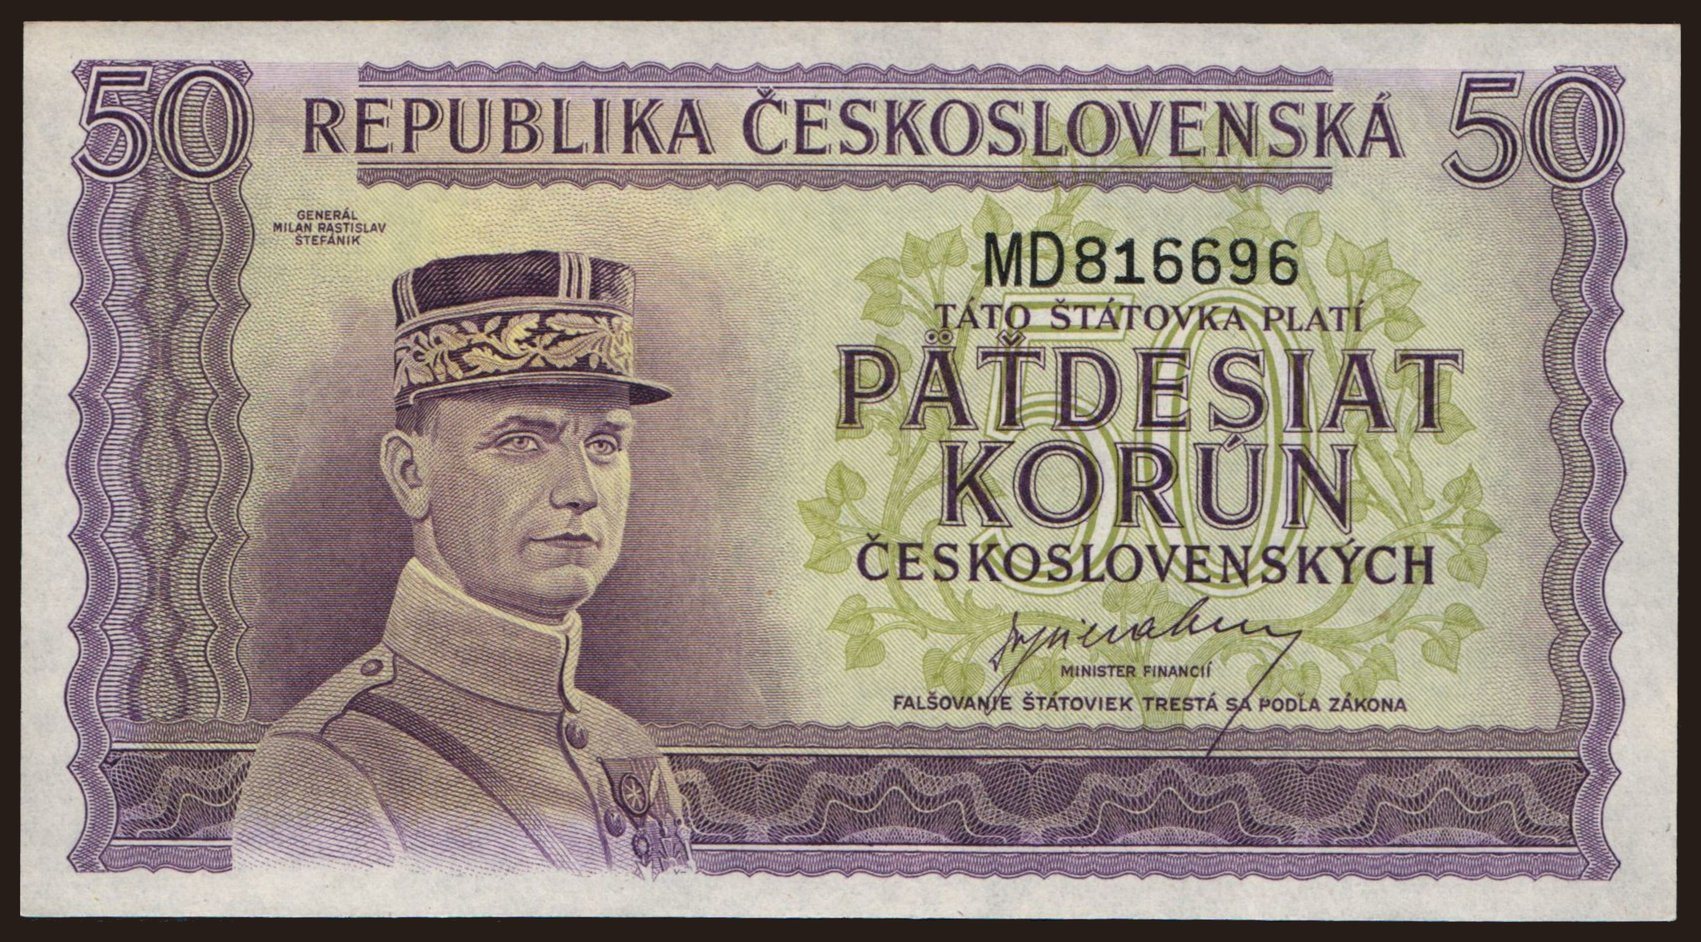 50 REPUBLIKA ČESKOSLOVENSKÁ 50
GENERÁL
MILAN RASTISLAV
ŠTEFÁNIK
MD816696
TÁTO ŠTÁTOVKA PLATÍ
PÄŤDESIAT
KORÚN
ČESKOSLOVENSKÝCH
50
MINISTER FINANCIÍ
FALŠOVANIE ŠTÁTOVIEK TRESTÁ SA PODĽA ZÁKONA